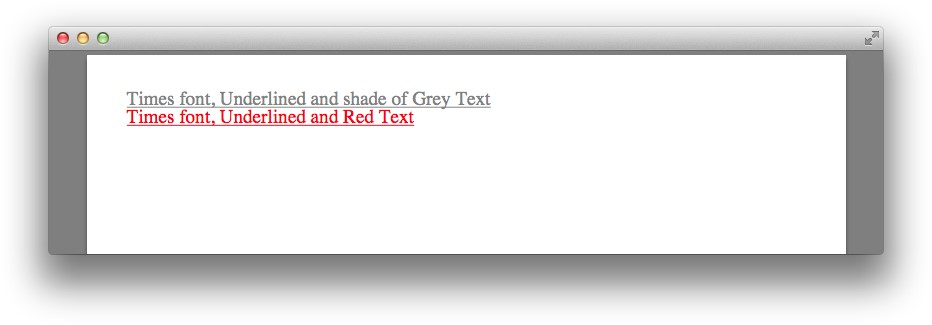 Times font, Underlined and shade of Grey Text
Times font, Underlined and Red Text